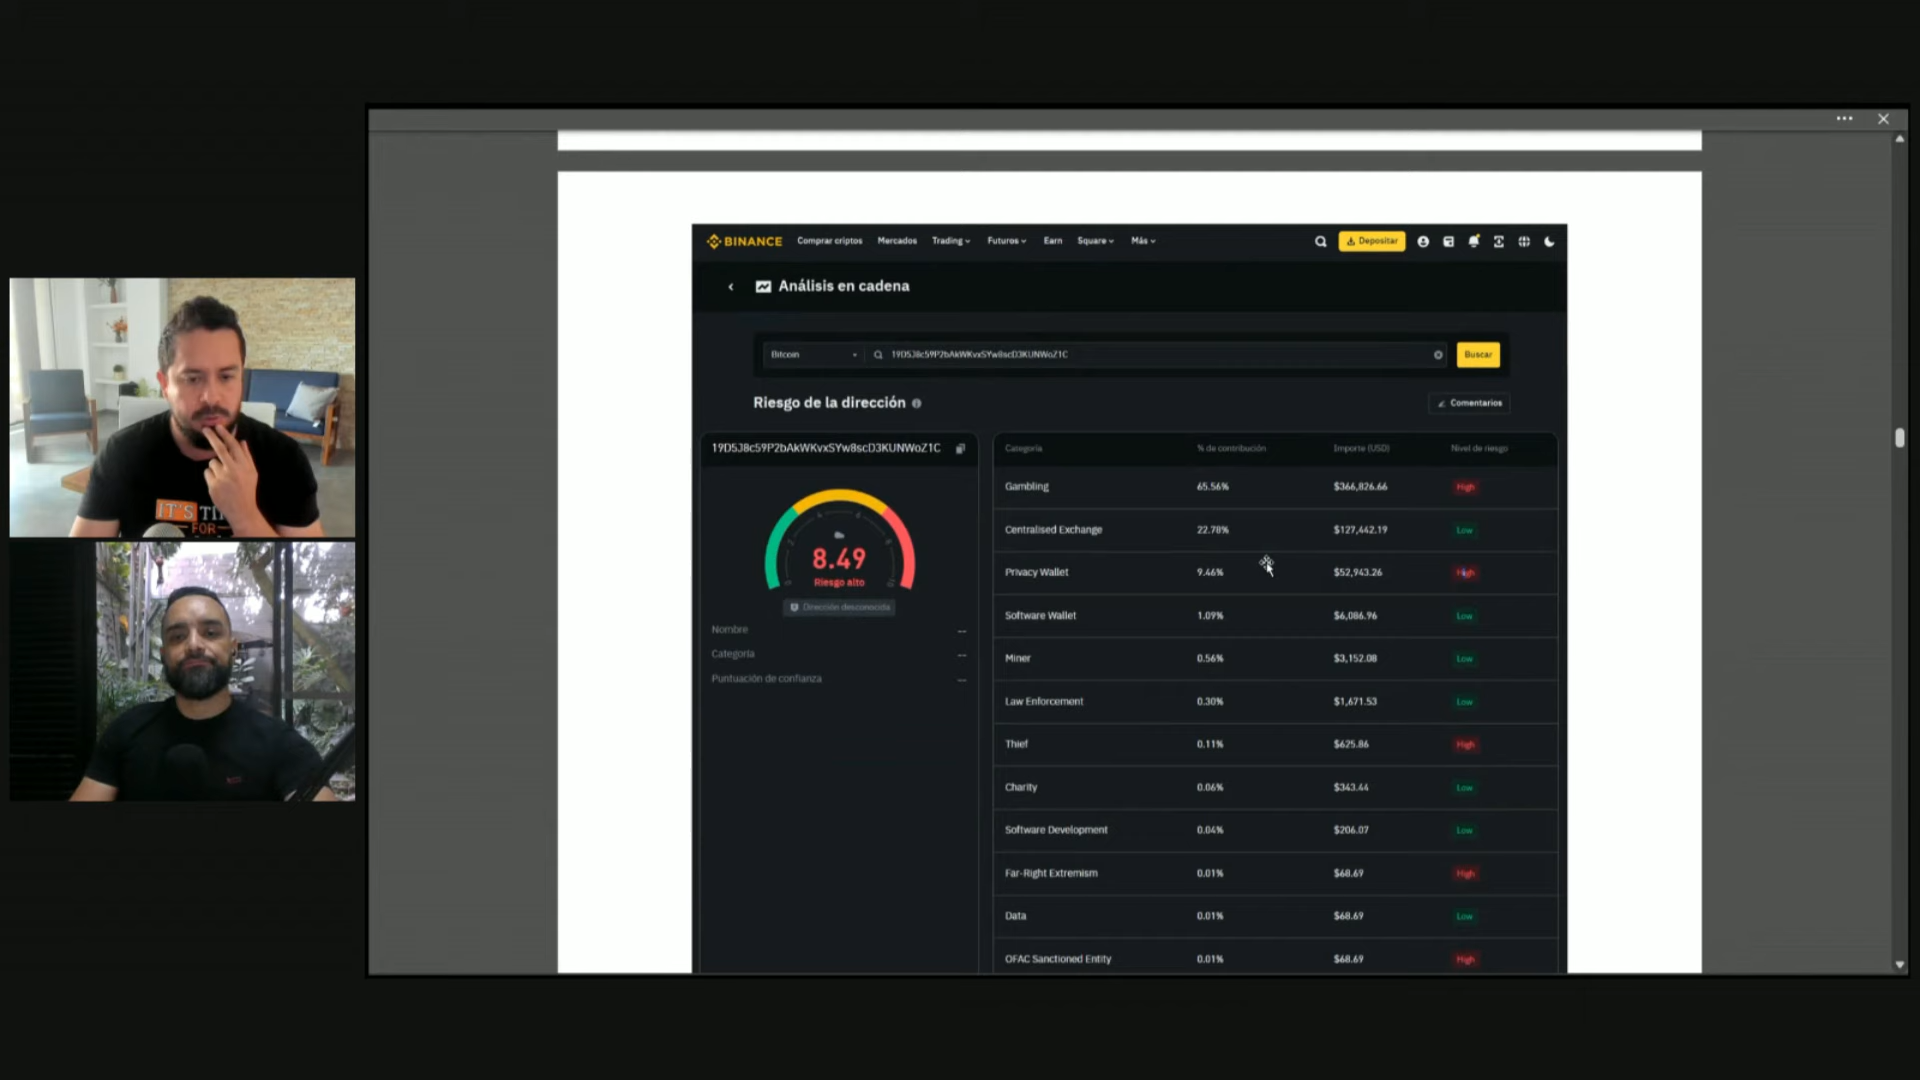 BINANCE Comprar criptos Mercados Trading Futuros Earn Square Más Depositar
Análisis en cadena
Bitcoin 19D5J8c59P2bAkWKvxSYw8scD3KUNWoZ1C Buscar
Riesgo de la dirección Comentarios
19D5J8c59P2bAkWKvxSYw8scD3KUNWoZ1C
8.49
Riesgo alto
Dirección desconocida
Nombre --
Categoría --
Puntuación de confianza --
Categoría % de contribución Importe (USD) Nivel de riesgo
Gambling 65.56% $366,826.66 High
Centralised Exchange 22.78% $127,442.19 Low
Privacy Wallet 9.46% $52,943.26 High
Software Wallet 1.09% $6,086.96 Low
Miner 0.56% $3,152.08 Low
Law Enforcement 0.30% $1,671.53 Low
Thief 0.11% $625.86 High
Charity 0.06% $343.44 Low
Software Development 0.04% $206.07 Low
Far-Right Extremism 0.01% $68.69 High
Data 0.01% $68.69 Low
OFAC Sanctioned Entity 0.01% $68.69 High
IT'S
FOR